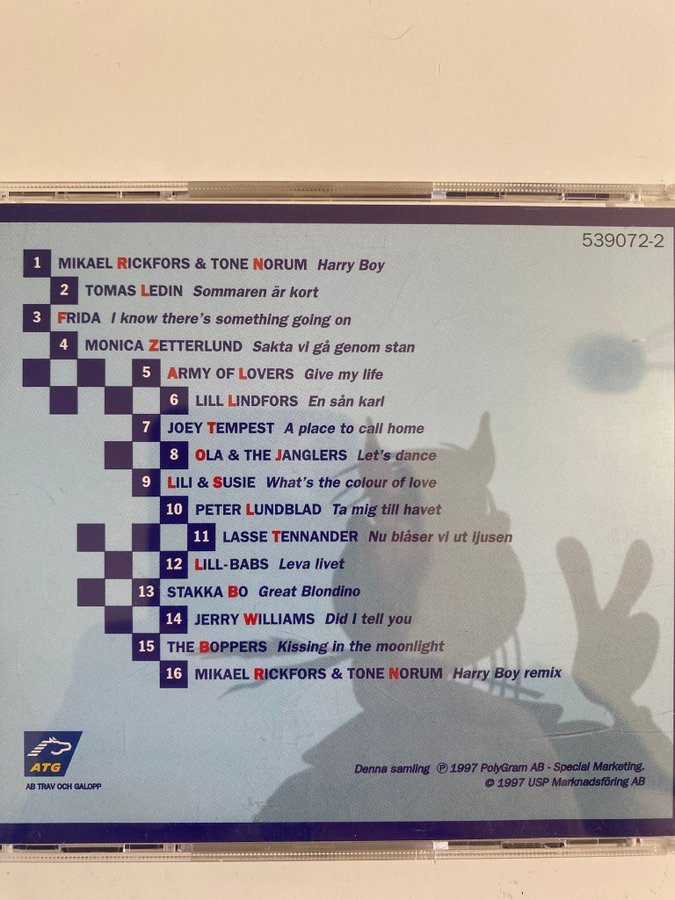 539072-2
1 MIKAEL RICKFORS & TONE NORUM Harry Boy
2 TOMAS LEDIN Sommaren är kort
3 FRIDA I know there's something going on
4 MONICA ZETTERLUND Sakta vi gå genom stan
5 ARMY OF LOVERS Give my life
6 LILL LINDFORS En sån karl
7 JOEY TEMPEST A place to call home
8 OLA & THE JANGLERS Let's dance
9 LILI & SUSIE What's the colour of love
10 PETER LUNDBLAD Ta mig till havet
11 LASSE TENNANDER Nu blåser vi ut ljusen
12 LILL-BABS Leva livet
13 STAKKA BO Great Blondino
14 JERRY WILLIAMS Did I tell you
15 THE BOPPERS Kissing in the moonlight
16 MIKAEL RICKFORS & TONE NORUM Harry Boy remix
ATG
AB TRAV OCH GALOPP
Denna samling ℗ 1997 PolyGram AB - Special Marketing.
© 1997 USP Marknadsföring AB